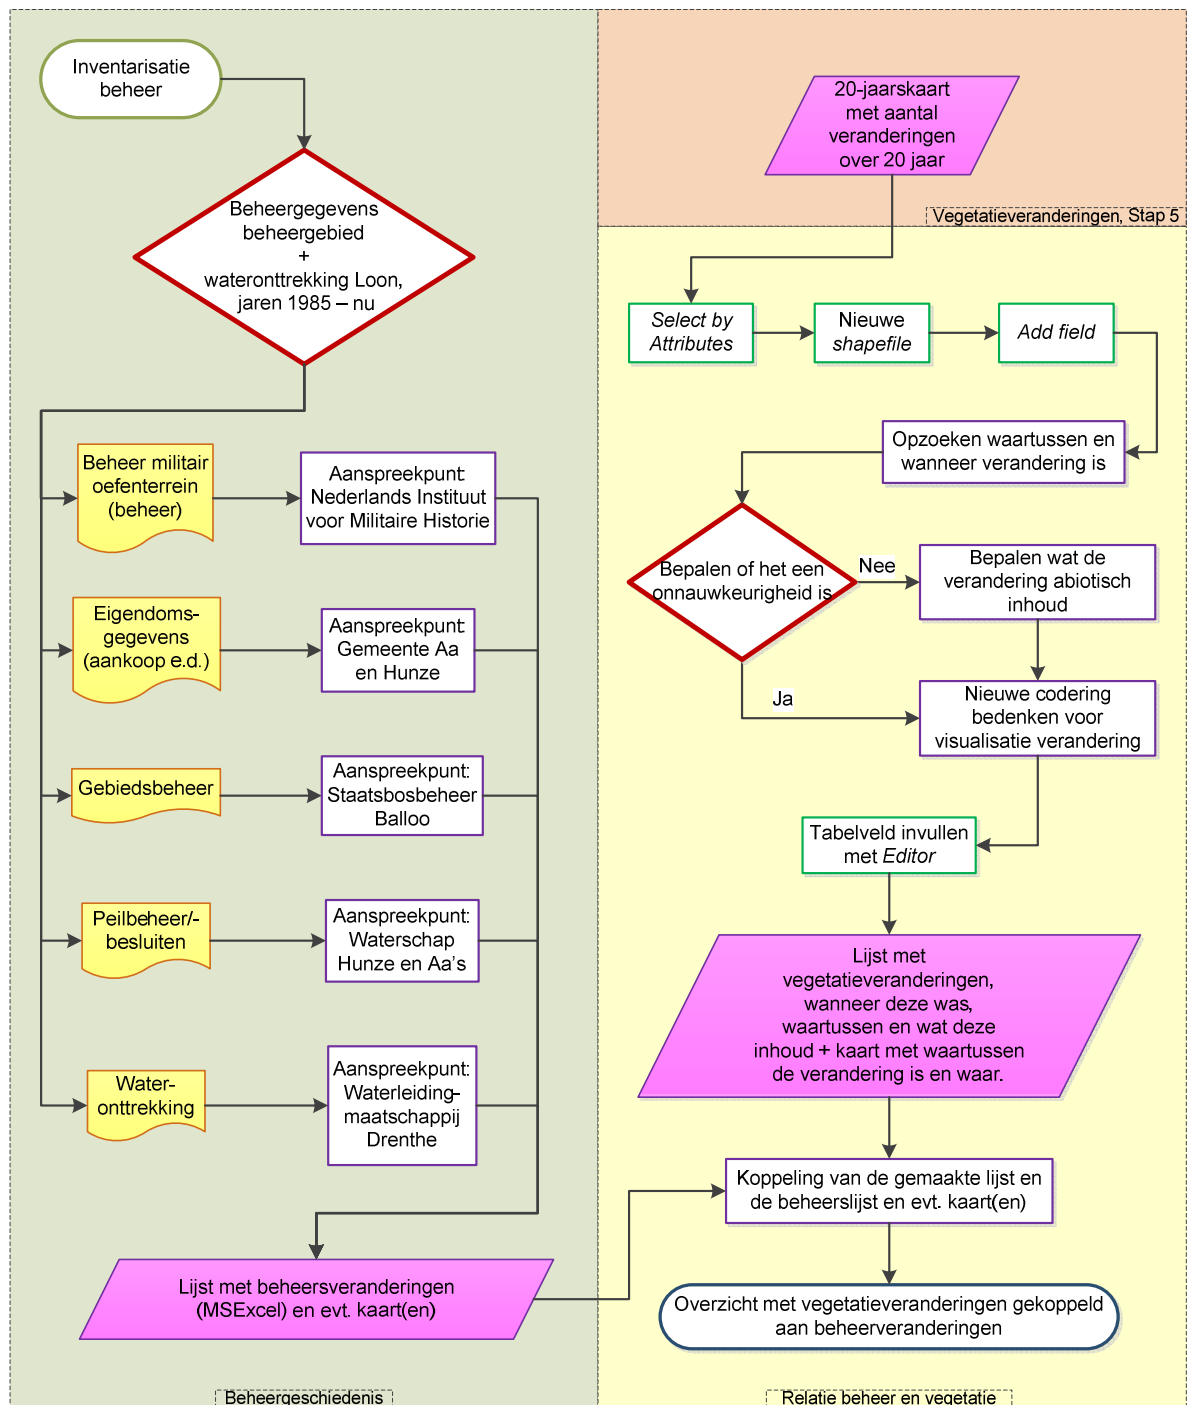 Inventarisatie
beheer
Beheergegevens
beheergebied
+
wateronttrekking Loon,
jaren 1985 – nu
Beheer militair
oefenterrein
(beheer)
Aanspreekpunt:
Nederlands Instituut
voor Militaire Historie
Eigendoms-
gegevens
(aankoop e.d.)
Aanspreekpunt:
Gemeente Aa
en Hunze
Gebiedsbeheer
Aanspreekpunt:
Staatsbosbeheer
Balloo
Peilbeheer/-
besluiten
Aanspreekpunt:
Waterschap
Hunze en Aa's
Water-
onttrekking
Aanspreekpunt:
Waterleiding-
maatschappij
Drenthe
Lijst met beheersveranderingen
(MSExcel) en evt. kaart(en)
Beheergeschiedenis
20-jaarskaart
met aantal
veranderingen
over 20 jaar
Vegetatieveranderingen, Stap 5
Select by
Attributes
Nieuwe
shapefile
Add field
Opzoeken waartussen en
wanneer verandering is
Bepalen of het een
onnauwkeurigheid is
Nee
Bepalen wat de
verandering abiotisch
inhoud
Ja
Nieuwe codering
bedenken voor
visualisatie verandering
Tabelveld invullen
met Editor
Lijst met
vegetatieveranderingen,
wanneer deze was,
waartussen en wat deze
inhoud + kaart met waartussen
de verandering is en waar.
Koppeling van de gemaakte lijst en
de beheerslijst en evt. kaart(en)
Overzicht met vegetatieveranderingen gekoppeld
aan beheerveranderingen
Relatie beheer en vegetatie